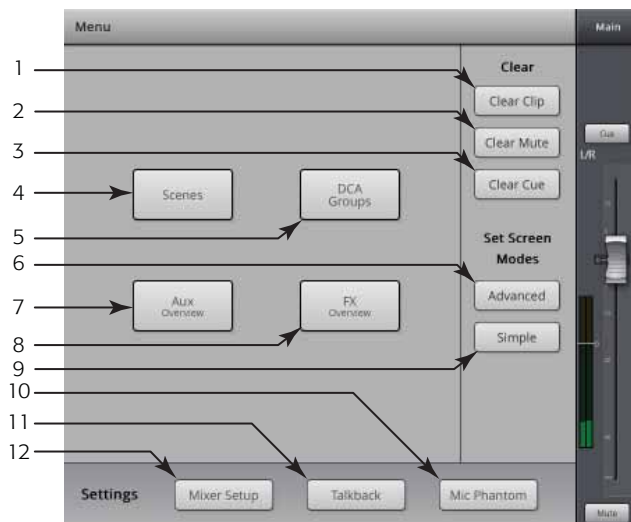 Menu
Main
1
Clear
Clear Clip
2
Clear Mute
3
Clear Cue
Cue
L/R
4
Scenes
DCA
Groups
5
Set Screen
Modes
6
Advanced
7
Aux
Overview
FX
Overview
8
Simple
9
10
11
12
Settings
Mixer Setup
Talkback
Mic Phantom
Mute